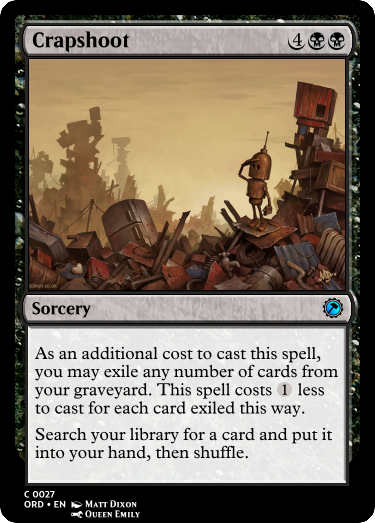 Crapshoot 4
Sorcery
As an additional cost to cast this spell,
you may exile any number of cards from
your graveyard. This spell costs 1 less
to cast for each card exiled this way.
Search your library for a card and put it
into your hand, then shuffle.
C 0027
ORD • EN MATT DIXON
QUEEN EMILY